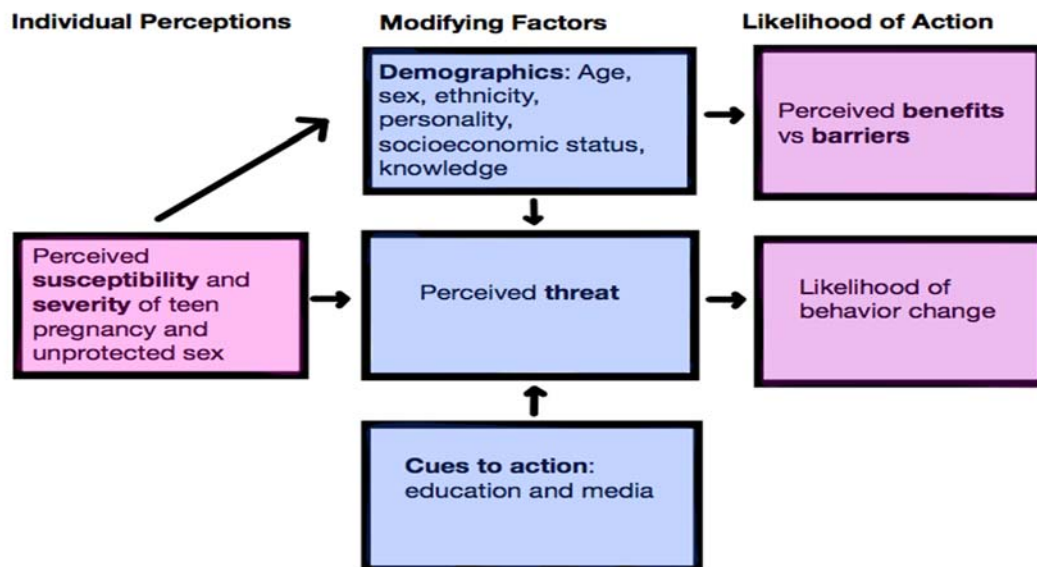 Individual Perceptions
Modifying Factors
Likelihood of Action
Demographics: Age,
sex, ethnicity,
personality,
socioeconomic status,
knowledge
Perceived benefits
vs barriers
Perceived
susceptibility and
severity of teen
pregnancy and
unprotected sex
Perceived threat
Likelihood of
behavior change
Cues to action:
education and media